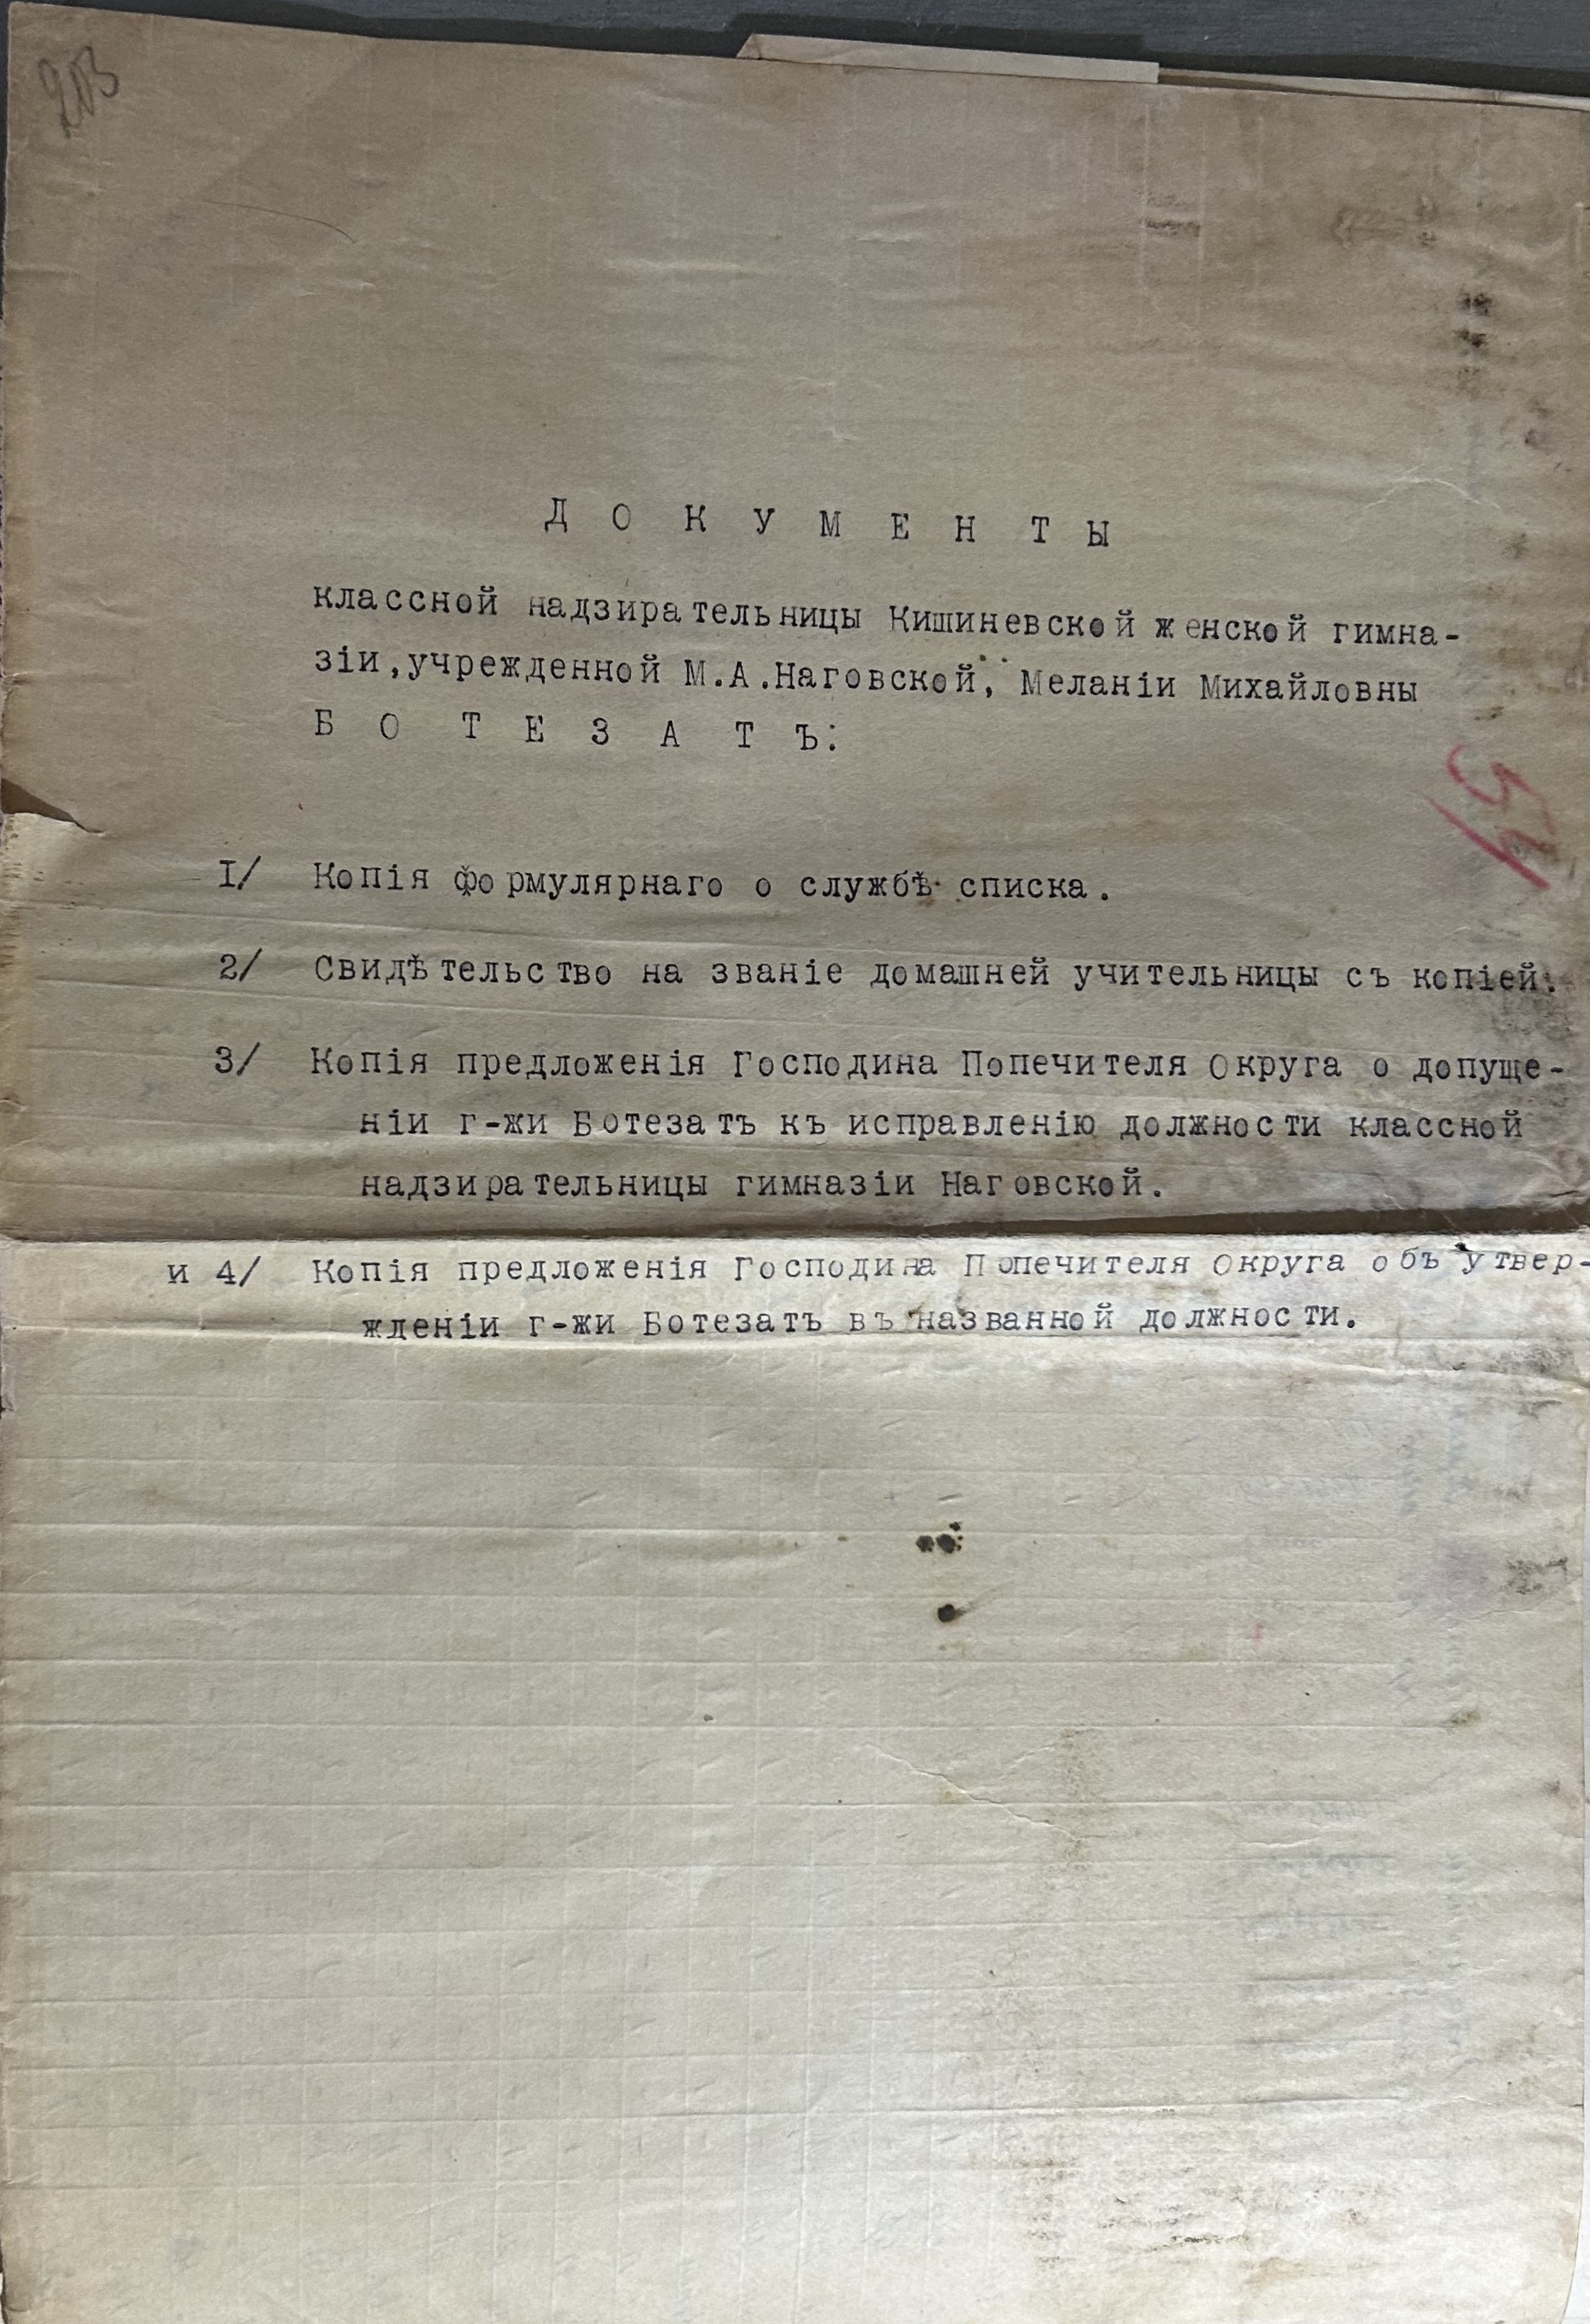 Д О К У М Е Н Т Ы
классной надзирательницы Кишиневской женской гимна-
зіи,учрежденной М.А.Наговской, Меланіи Михайловны
Б О Т Е З А Т Ъ:
I/ Копія формулярнаго о службѣ списка.
2/ Свидѣтельство на званіе домашней учительницы съ копіей.
3/ Копія предложенія Господина Попечителя Округа о допуще-
ніи г-жи Ботезатъ къ исправленію должности классной
надзирательницы гимназіи Наговской.
и 4/ Копія предложенія Господина Попечителя Округа объ утвер-
жденіи г-жи Ботезатъ въ названной должности.